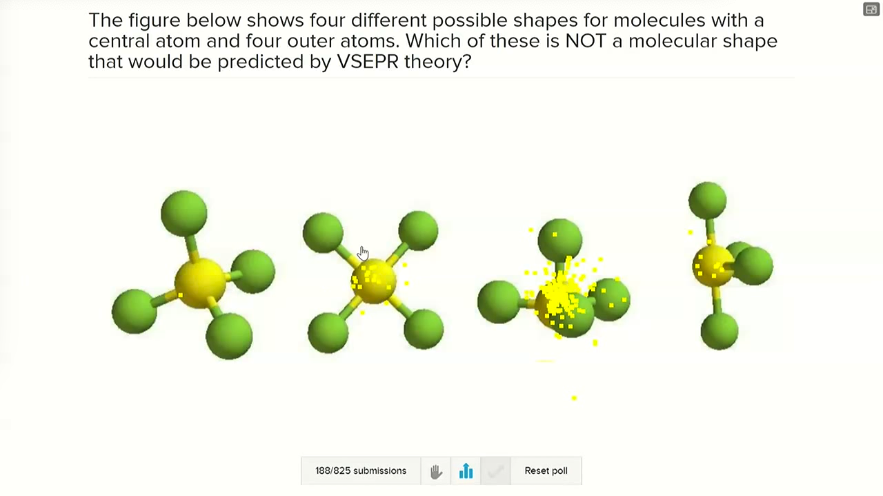 The figure below shows four different possible shapes for molecules with a
central atom and four outer atoms. Which of these is NOT a molecular shape
that would be predicted by VSEPR theory?
188/825 submissions
Reset poll